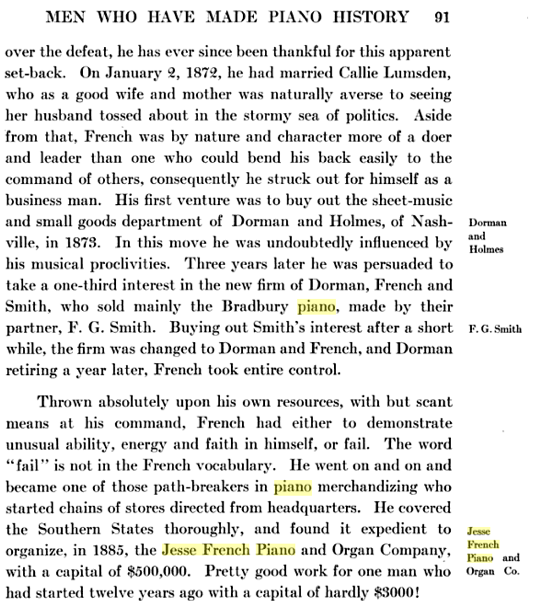 MEN WHO HAVE MADE PIANO HISTORY 91
over the defeat, he has ever since been thankful for this apparent
set-back. On January 2, 1872, he had married Callie Lumsden,
who as a good wife and mother was naturally averse to seeing
her husband tossed about in the stormy sea of politics. Aside
from that, French was by nature and character more of a doer
and leader than one who could bend his back easily to the
command of others, consequently he struck out for himself as a
business man. His first venture was to buy out the sheet-music
and small goods department of Dorman and Holmes, of Nash-
ville, in 1873. In this move he was undoubtedly influenced by
his musical proclivities. Three years later he was persuaded to
take a one-third interest in the new firm of Dorman, French and
Smith, who sold mainly the Bradbury piano, made by their
partner, F. G. Smith. Buying out Smith's interest after a short
while, the firm was changed to Dorman and French, and Dorman
retiring a year later, French took entire control.
Dorman
and
Holmes
F. G. Smith
Thrown absolutely upon his own resources, with but scant
means at his command, French had either to demonstrate
unusual ability, energy and faith in himself, or fail. The word
"fail" is not in the French vocabulary. He went on and on and
became one of those path-breakers in piano merchandizing who
started chains of stores directed from headquarters. He covered
the Southern States thoroughly, and found it expedient to
organize, in 1885, the Jesse French Piano and Organ Company,
with a capital of $500,000. Pretty good work for one man who
had started twelve years ago with a capital of hardly $3000!
Jesse
French
Piano and
Organ Co.